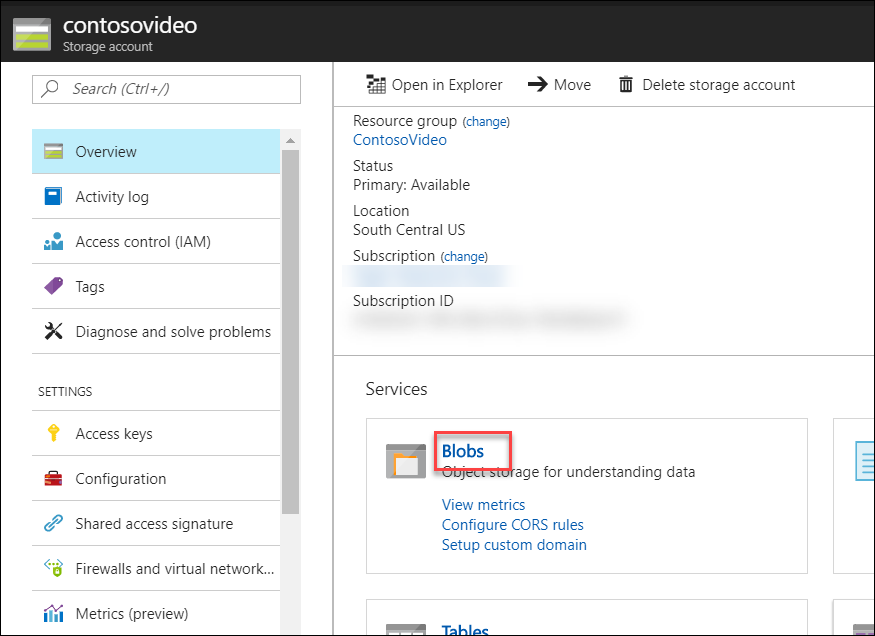 contosovideo
Storage account
Search (Ctrl+/)
Overview
Activity log
Access control (IAM)
Tags
Diagnose and solve problems
SETTINGS
Access keys
Configuration
Shared access signature
Firewalls and virtual network...
Metrics (preview)
Open in Explorer Move Delete storage account
Resource group (change)
ContosoVideo
Status
Primary: Available
Location
South Central US
Subscription (change)
Subscription ID
Services
Blobs
Object storage for understanding data
View metrics
Configure CORS rules
Setup custom domain
Tables